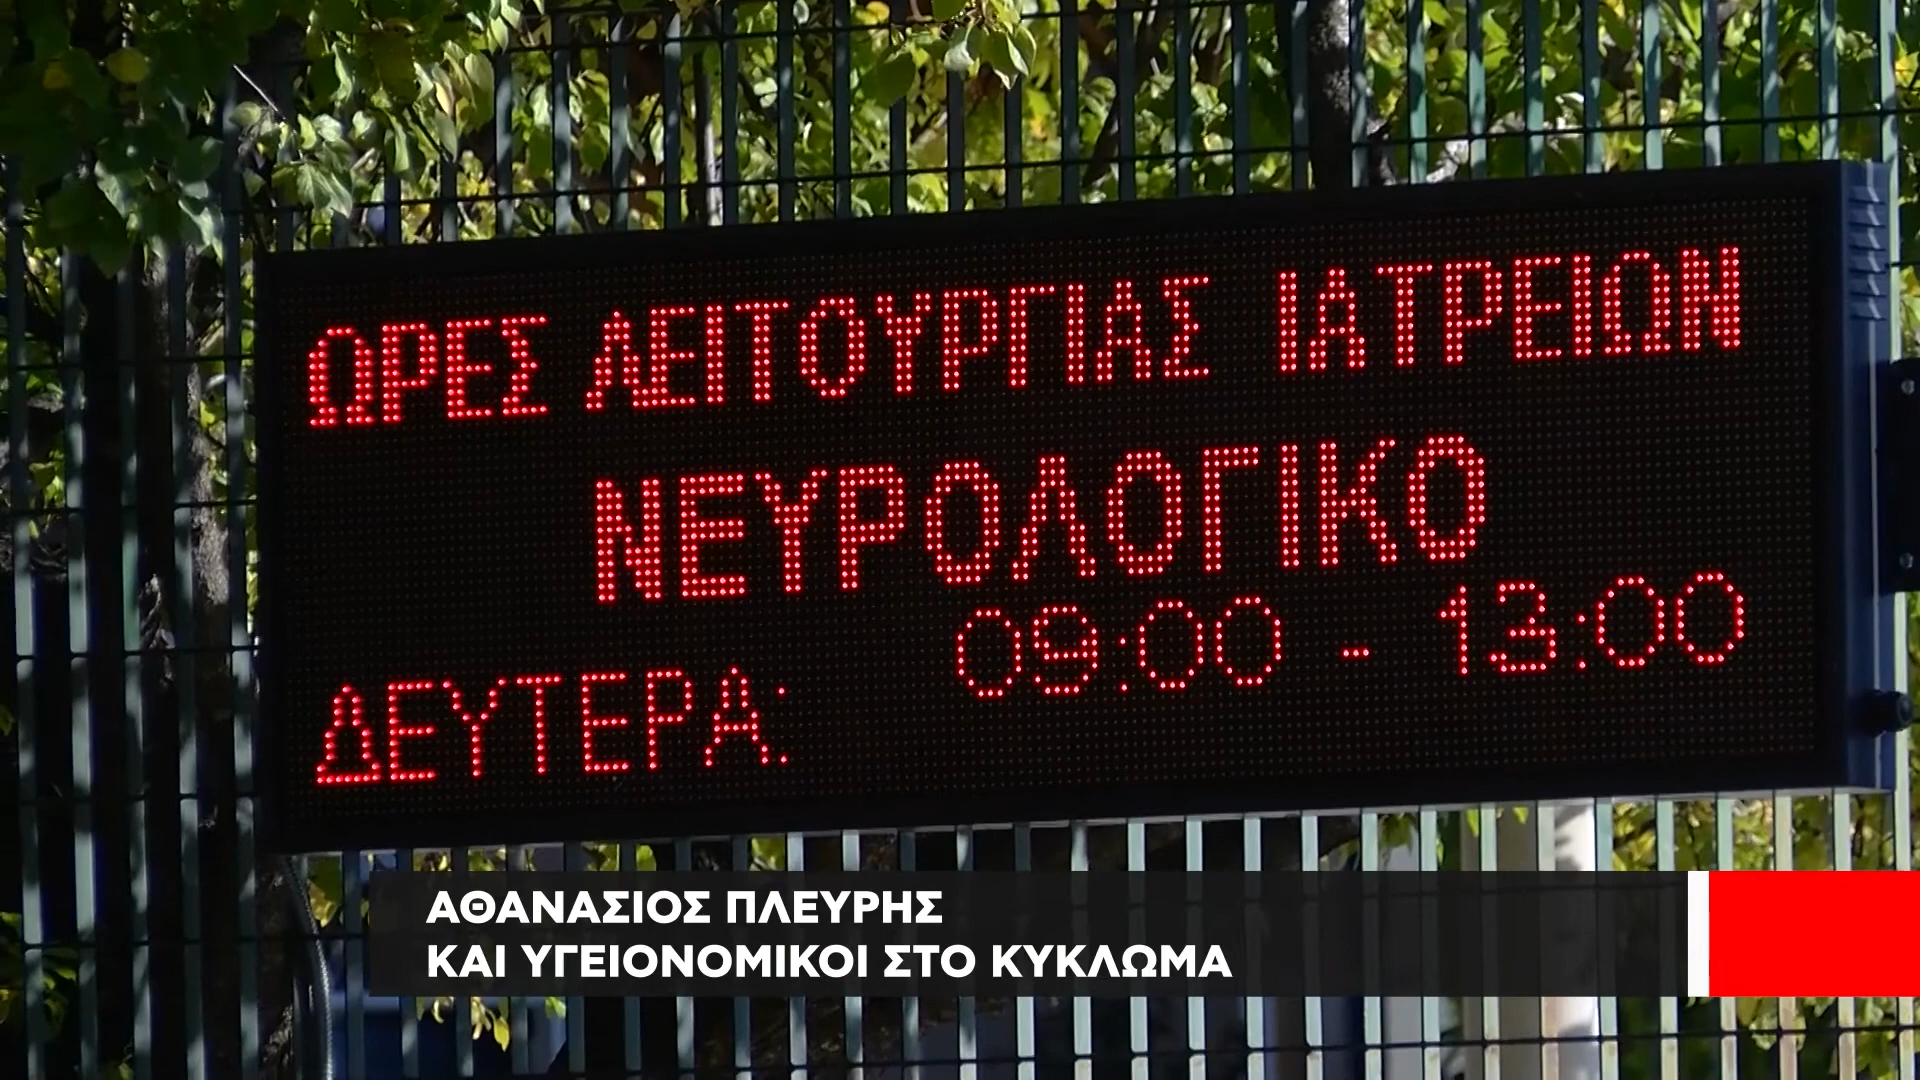 ΩΡΕΣ ΛΕΙΤΟΥΡΓΙΑΣ ΙΑΤΡΕΙΩΝ
ΝΕΥΡΟΛΟΓΙΚΟ
ΔΕΥΤΕΡΑ: 09:00 - 13:00
ΑΘΑΝΑΣΙΟΣ ΠΛΕΥΡΗΣ
ΚΑΙ ΥΓΕΙΟΝΟΜΙΚΟΙ ΣΤΟ ΚΥΚΛΩΜΑ